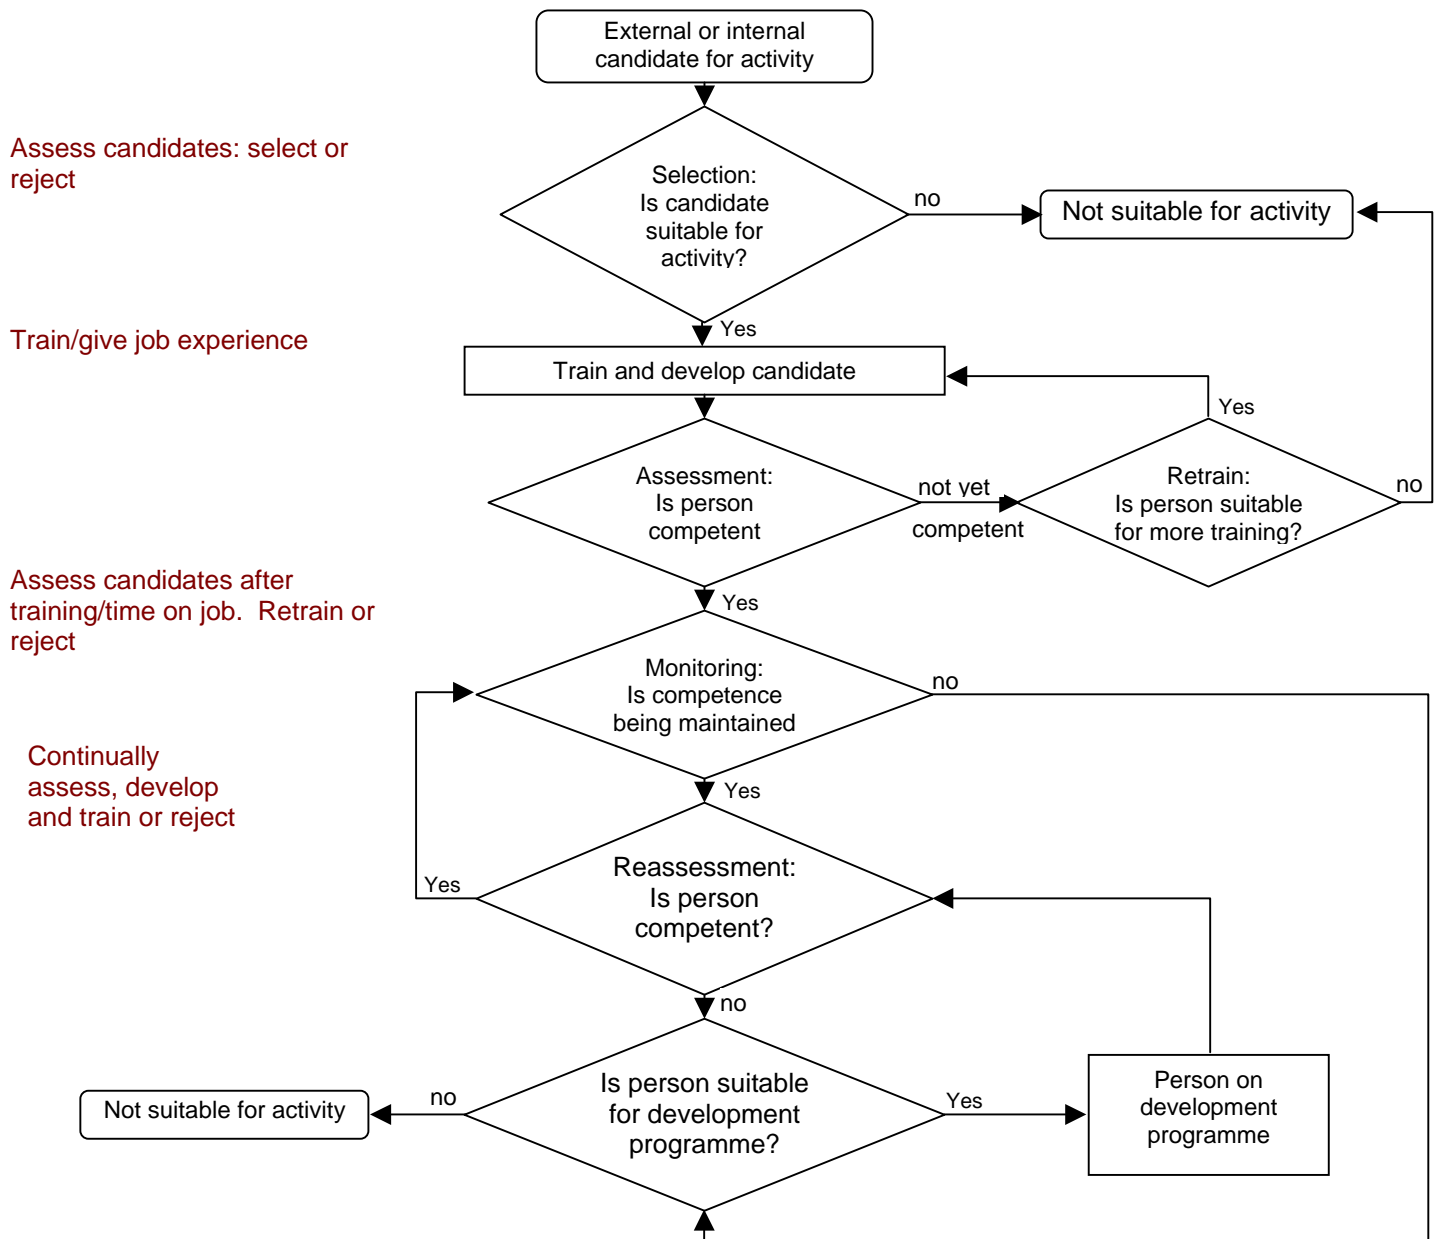 External or internal
candidate for activity
Assess candidates: select or
reject
Selection:
Is candidate
suitable for
activity?
no
Not suitable for activity
Yes
Train/give job experience
Train and develop candidate
Yes
Assessment:
Is person
competent
not yet
competent
Retrain:
Is person suitable
for more training?
no
Assess candidates after
training/time on job.  Retrain or
reject
Yes
Monitoring:
Is competence
being maintained
no
Continually
assess, develop
and train or reject
Yes
Reassessment:
Is person
competent?
Yes
no
Is person suitable
for development
programme?
no
Not suitable for activity
Yes
Person on
development
programme